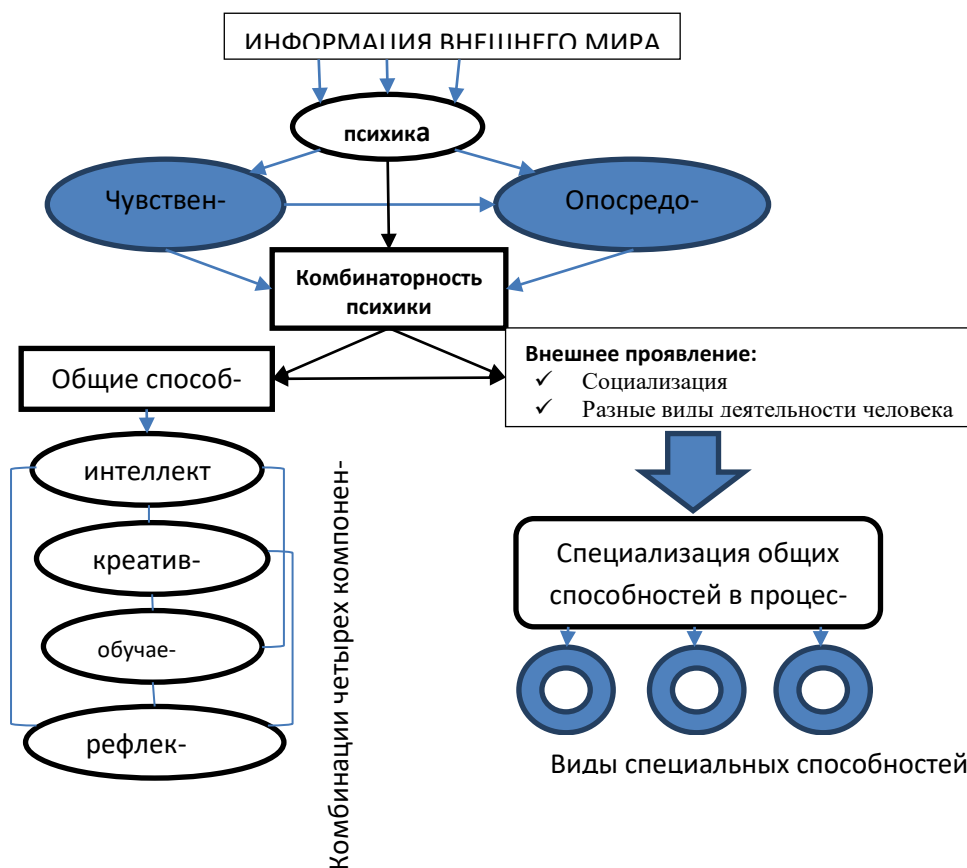 ИНФОРМАЦИЯ ВНЕШНЕГО МИРА
психика
Чувствен-
Опосредо-
Комбинаторность
психики
Общие способ-
Внешнее проявление:
✓ Социализация
✓ Разные виды деятельности человека
интеллект
креатив-
обучае-
рефлек-
Комбинации четырех компонен-
Специализация общих
способностей в процес-
Виды специальных способностей